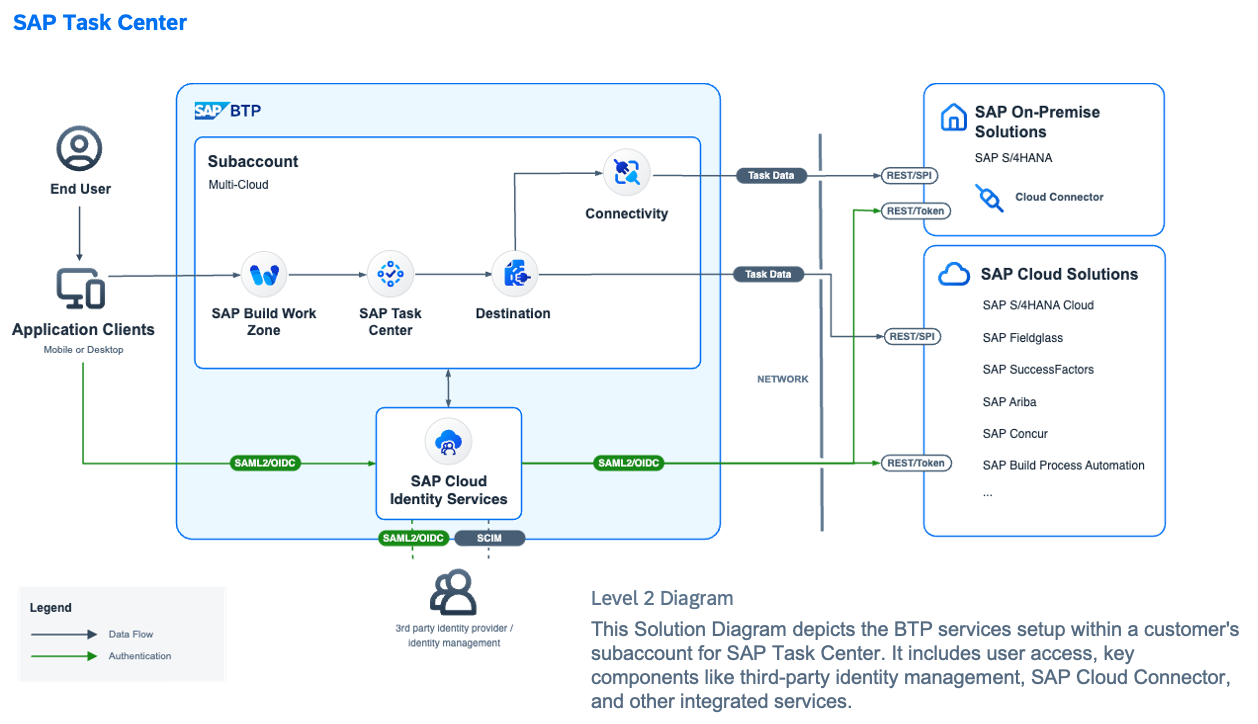 SAP Task Center
SAP BTP
End User
Application Clients
Mobile or Desktop
Subaccount
Multi-Cloud
Connectivity
SAP Build Work
Zone
SAP Task
Center
Destination
Task Data
Task Data
NETWORK
REST/SPI
REST/Token
SAP On-Premise
Solutions
SAP S/4HANA
Cloud Connector
SAP Cloud Solutions
SAP S/4HANA Cloud
SAP Fieldglass
SAP SuccessFactors
SAP Ariba
SAP Concur
SAP Build Process Automation
...
REST/SPI
REST/Token
SAML2/OIDC
SAP Cloud
Identity Services
SAML2/OIDC
SAML2/OIDC
SCIM
3rd party identity provider /
identity management
Legend
Data Flow
Authentication
Level 2 Diagram
This Solution Diagram depicts the BTP services setup within a customer's
subaccount for SAP Task Center. It includes user access, key
components like third-party identity management, SAP Cloud Connector,
and other integrated services.